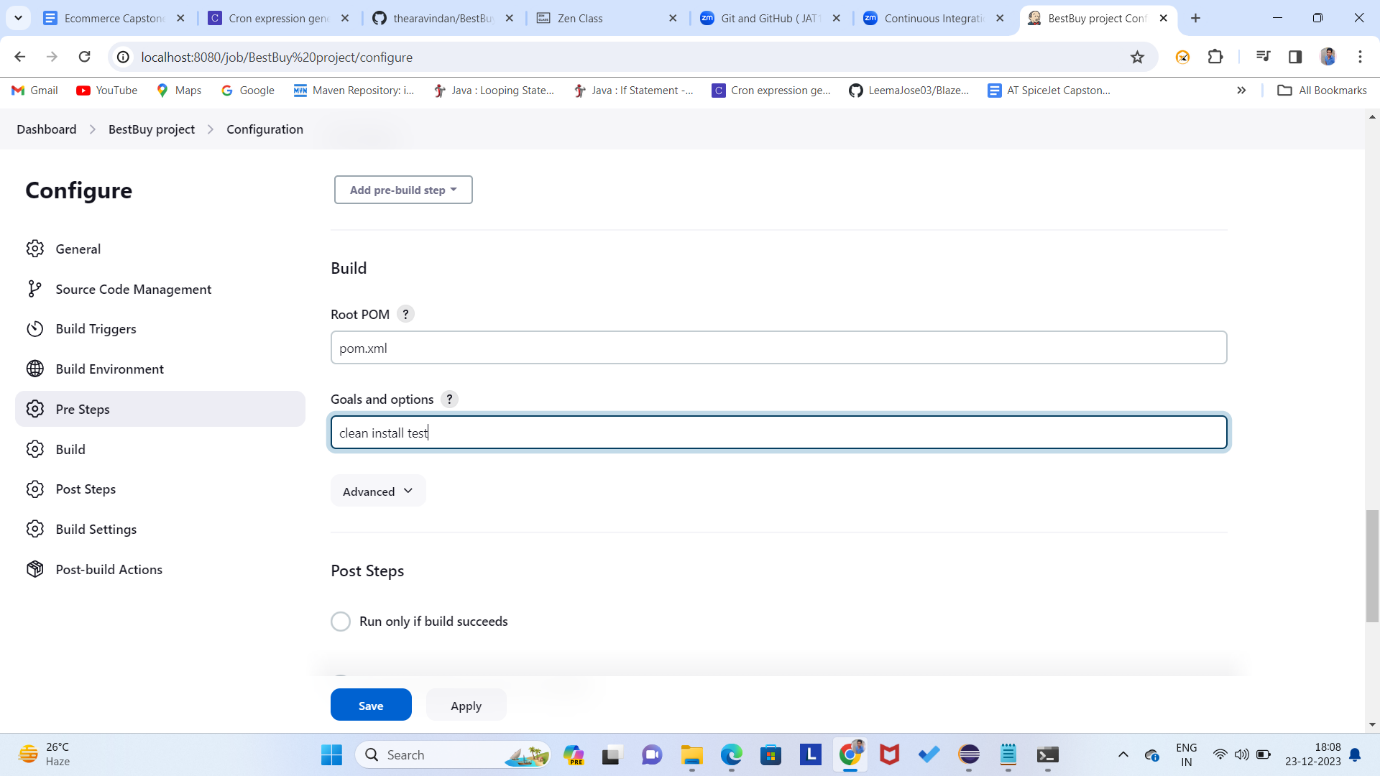 Ecommerce Capston
Cron expression gene
thearavindan/BestBu
Zen Class
Git and GitHub ( JAT1
Continuous Integrati
BestBuy project Conf
localhost:8080/job/BestBuy%20project/configure
Gmail
YouTube
Maps
Google
Maven Repository: i...
Java : Looping State...
Java : If Statement -...
Cron expression ge...
LeemaJose03/Blaze...
AT SpiceJet Capston...
»
All Bookmarks
Dashboard > BestBuy project > Configuration
Configure
General
Source Code Management
Build Triggers
Build Environment
Pre Steps
Build
Post Steps
Build Settings
Post-build Actions
Add pre-build step
Build
Root POM ?
pom.xml
Goals and options ?
clean install test
Advanced
Post Steps
Run only if build succeeds
Save
Apply
26°C
Haze
Search
PRE
L
ENG
IN
18:08
23-12-2023